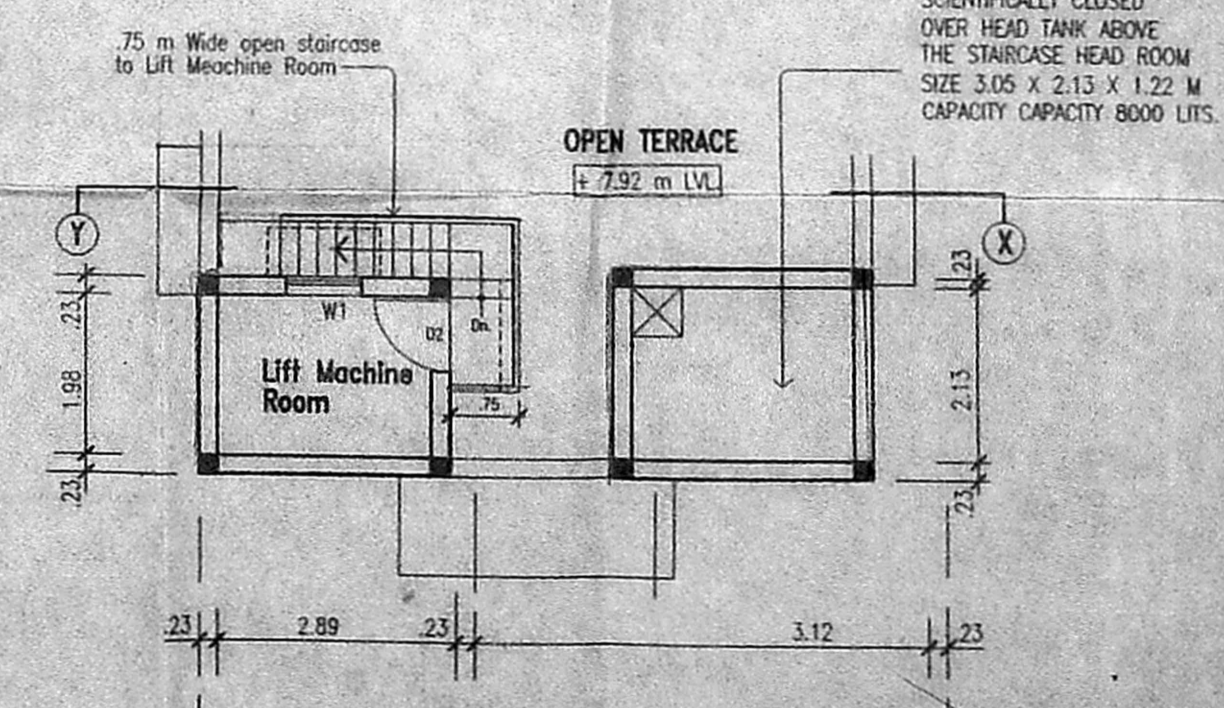 SCIENTIFICALLY CLOSED
OVER HEAD TANK ABOVE
THE STAIRCASE HEAD ROOM
SIZE 3.05 X 2.13 X 1.22 M
CAPACITY CAPACITY 8000 LITS.
.75 m Wide open staircase
to Lift Meachine Room
OPEN TERRACE
+ 7.92 m LVL
Y
X
W1
D2
Dn.
Lift Machine
Room
.75
.23
1.98
.23
.23
2.13
.23
.23
2.89
.23
3.12
.23